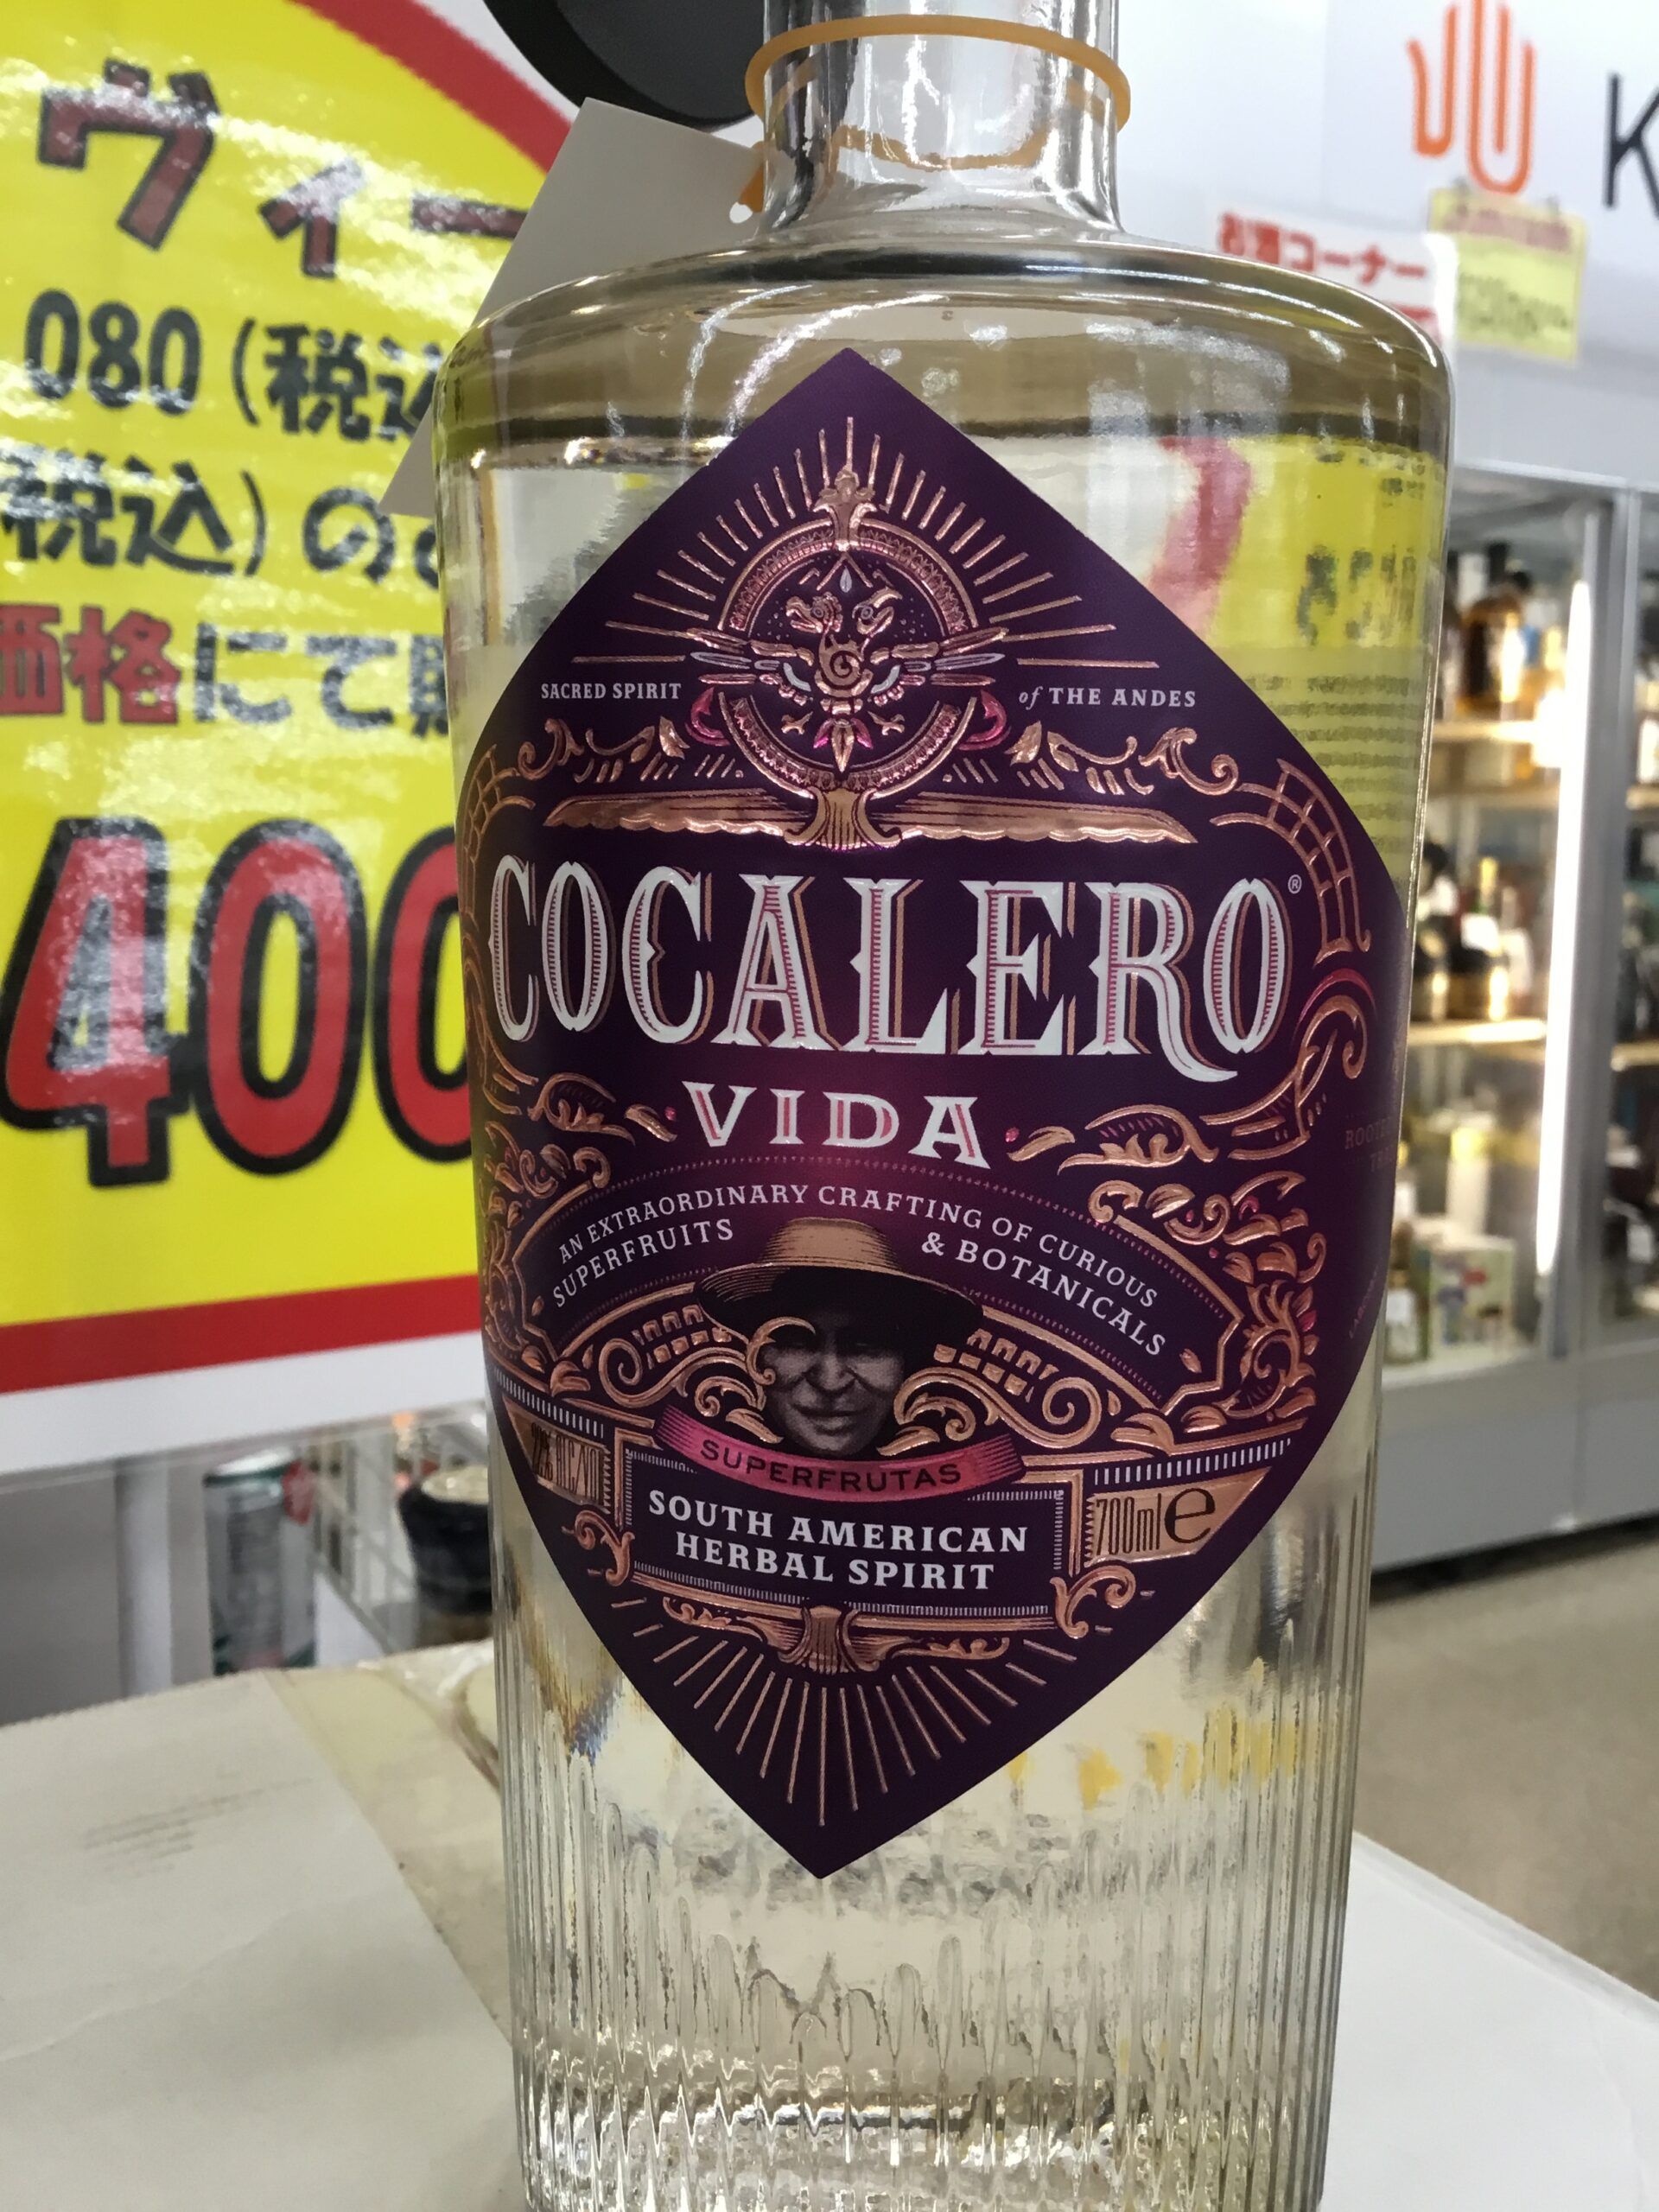 ヴィー
080 (税込
税込) の
価格にて
400
K
お酒コーナー
SACRED SPIRIT of THE ANDES
COCALERO®
VIDA
AN EXTRAORDINARY CRAFTING OF CURIOUS
SUPERFRUITS & BOTANICALS
SUPERFRUTAS
SOUTH AMERICAN
HERBAL SPIRIT
700ml e